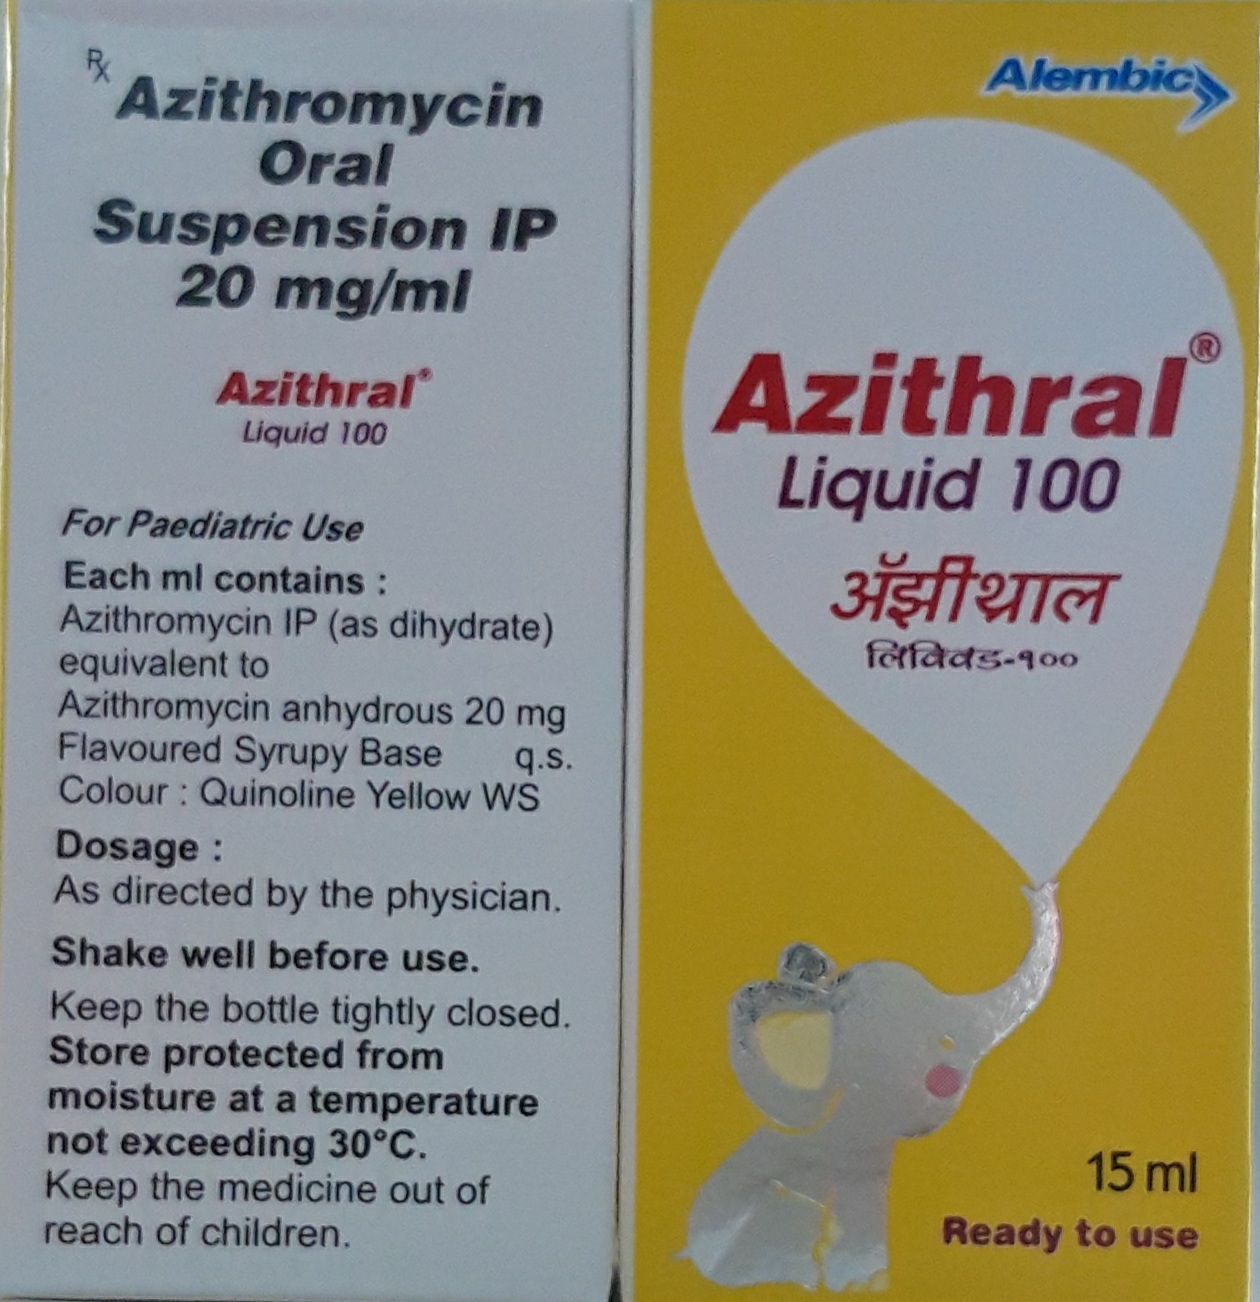 Rx
Azithromycin
Oral
Suspension IP
20 mg/ml
Azithral®
Liquid 100
For Paediatric Use
Each ml contains :
Azithromycin IP (as dihydrate)
equivalent to
Azithromycin anhydrous 20 mg
Flavoured Syrupy Base q.s.
Colour : Quinoline Yellow WS
Dosage :
As directed by the physician.
Shake well before use.
Keep the bottle tightly closed.
Store protected from
moisture at a temperature
not exceeding 30°C.
Keep the medicine out of
reach of children.
Alembic
Azithral®
Liquid 100
ॲझीथ्राल
लिक्विड-१००
15 ml
Ready to use